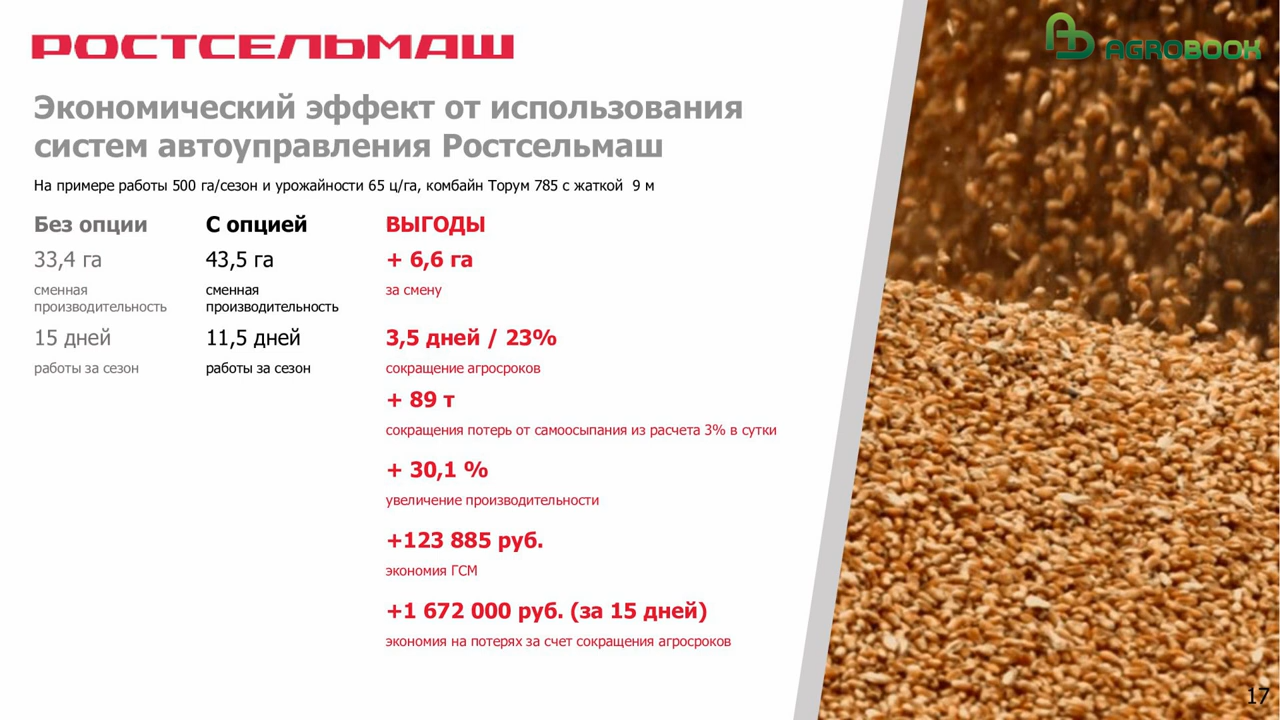 РОСТСЕЛЬМАШ
AGROBOOK
Экономический эффект от использования
систем автоуправления Ростсельмаш
На примере работы 500 га/сезон и урожайности 65 ц/га, комбайн Торум 785 с жаткой 9 м
Без опции
С опцией
ВЫГОДЫ
33,4 га
43,5 га
+ 6,6 га
сменная
производительность
сменная
производительность
за смену
15 дней
11,5 дней
3,5 дней / 23%
работы за сезон
работы за сезон
сокращение агросроков
+ 89 т
сокращения потерь от самоосыпания из расчета 3% в сутки
+ 30,1 %
увеличение производительности
+123 885 руб.
экономия ГСМ
+1 672 000 руб. (за 15 дней)
экономия на потерях за счет сокращения агросроков
17